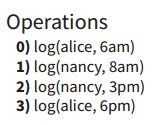 Operations
0) log(alice, 6am)
1) log(nancy, 8am)
2) log(nancy, 3pm)
3) log(alice, 6pm)